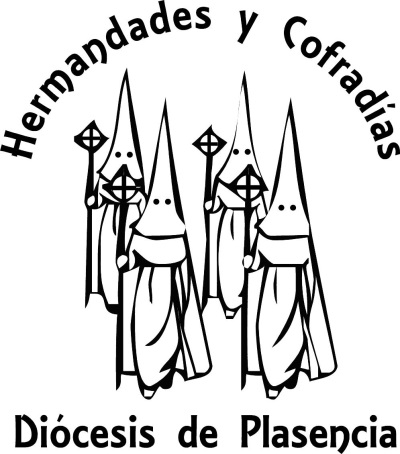 Hermandades y Cofradías
Diócesis de Plasencia